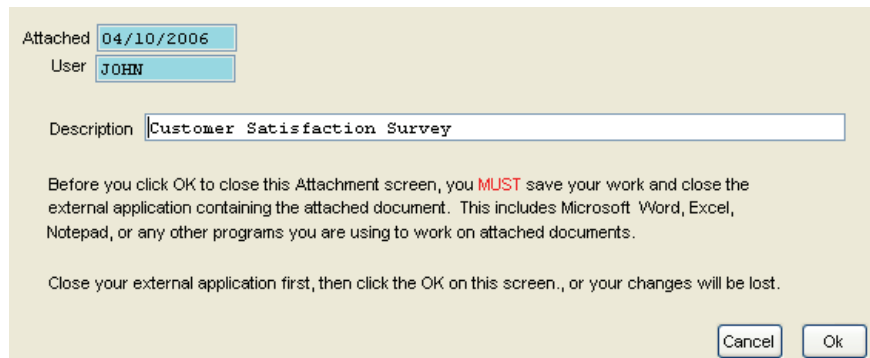 Attached 04/10/2006
User JOHN
Description Customer Satisfaction Survey
Before you click OK to close this Attachment screen, you MUST save your work and close the
external application containing the attached document. This includes Microsoft Word, Excel,
Notepad, or any other programs you are using to work on attached documents.
Close your external application first, then click the OK on this screen., or your changes will be lost.
Cancel Ok